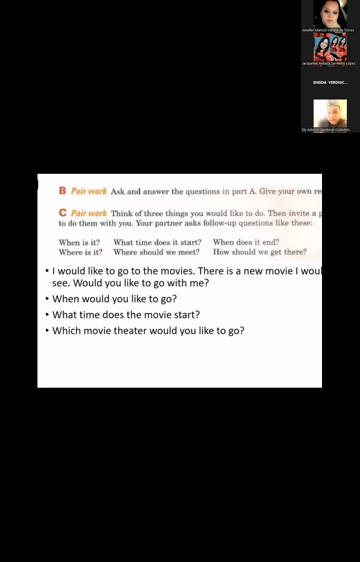 B Pair work Ask and answer the questions in part A. Give your own re
C Pair work Think of three things you would like to do. Then invite a p
to do them with you. Your partner asks follow-up questions like these:
When is it? What time does it start? When does it end?
Where is it? Where should we meet? How should we get there?
• I would like to go to the movies. There is a new movie I woul
see. Would you like to go with me?
• When would you like to go?
• What time does the movie start?
• Which movie theater would you like to go?